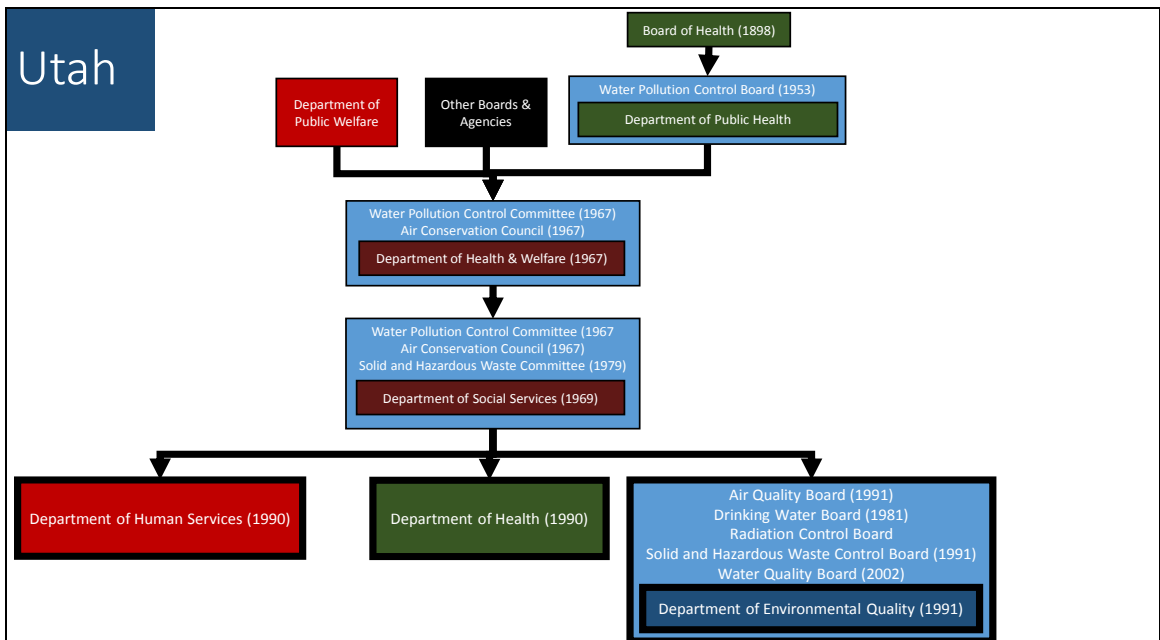 Utah
Board of Health (1898)
Department of
Public Welfare
Other Boards &
Agencies
Water Pollution Control Board (1953)
Department of Public Health
Water Pollution Control Committee (1967)
Air Conservation Council (1967)
Department of Health & Welfare (1967)
Water Pollution Control Committee (1967
Air Conservation Council (1967)
Solid and Hazardous Waste Committee (1979)
Department of Social Services (1969)
Department of Human Services (1990)
Department of Health (1990)
Air Quality Board (1991)
Drinking Water Board (1981)
Radiation Control Board
Solid and Hazardous Waste Control Board (1991)
Water Quality Board (2002)
Department of Environmental Quality (1991)